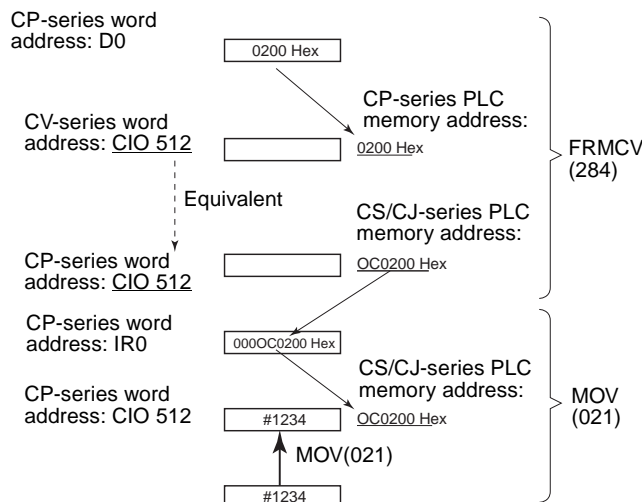 CP-series word
address: D0
0200 Hex
CP-series PLC
memory address:
CV-series word
address: CIO 512
0200 Hex
FRMCV
(284)
Equivalent
CS/CJ-series PLC
memory address:
CP-series word
address: CIO 512
OC0200 Hex
CP-series word
address: IR0
000OC0200 Hex
CS/CJ-series PLC
memory address:
CP-series word
address: CIO 512
#1234
OC0200 Hex
MOV
(021)
MOV(021)
#1234